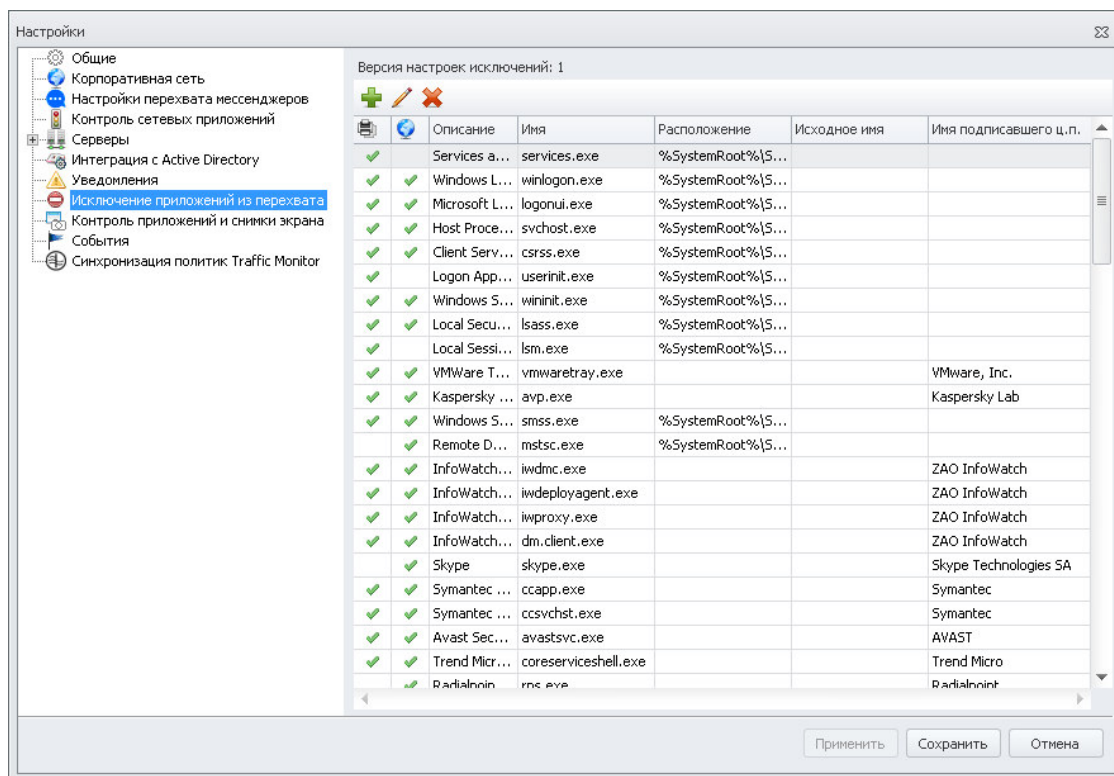 Настройки
Общие
Корпоративная сеть
Настройки перехвата мессенджеров
Контроль сетевых приложений
Серверы
Интеграция с Active Directory
Уведомления
Исключение приложений из перехвата
Контроль приложений и снимки экрана
События
Синхронизация политик Traffic Monitor
Версия настроек исключений: 1
Описание Имя Расположение Исходное имя Имя подписавшего ц.п.
Services a... services.exe %SystemRoot%\S...
Windows L... winlogon.exe %SystemRoot%\S...
Microsoft L... logonui.exe %SystemRoot%\S...
Host Proce... svchost.exe %SystemRoot%\S...
Client Serv... csrss.exe %SystemRoot%\S...
Logon App... userinit.exe %SystemRoot%\S...
Windows S... wininit.exe %SystemRoot%\S...
Local Secu... lsass.exe %SystemRoot%\S...
Local Sessi... lsm.exe %SystemRoot%\S...
VMWare T... vmwaretray.exe VMware, Inc.
Kaspersky ... avp.exe Kaspersky Lab
Windows S... smss.exe %SystemRoot%\S...
Remote D... mstsc.exe %SystemRoot%\S...
InfoWatch... iwdmc.exe ZAO InfoWatch
InfoWatch... iwdeployagent.exe ZAO InfoWatch
InfoWatch... iwproxy.exe ZAO InfoWatch
InfoWatch... dm.client.exe ZAO InfoWatch
Skype skype.exe Skype Technologies SA
Symantec ... ccapp.exe Symantec
Symantec ... ccsvchst.exe Symantec
Avast Sec... avastsvc.exe AVAST
Trend Micr... coreserviceshell.exe Trend Micro
Radialpoin... rps.exe Radialpoint
Применить Сохранить Отмена